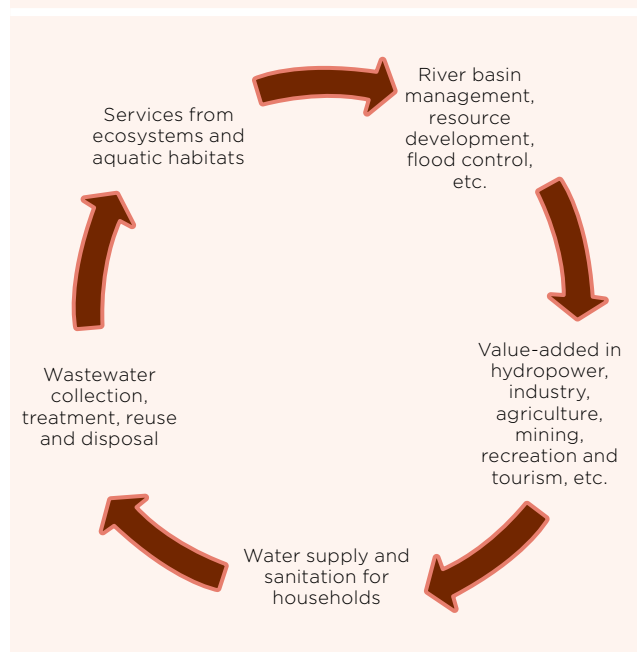 Services from
ecosystems and
aquatic habitats
River basin
management,
resource
development,
flood control,
etc.
Value-added in
hydropower,
industry,
agriculture,
mining,
recreation and
tourism, etc.
Water supply and
sanitation for
households
Wastewater
collection,
treatment, reuse
and disposal